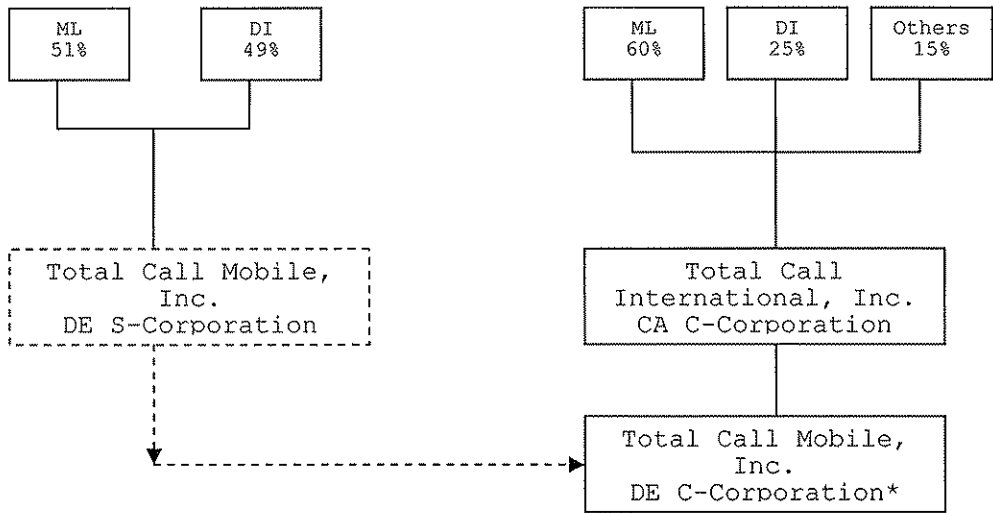 ML
51%
DI
49%
ML
60%
DI
25%
Others
15%
Total Call Mobile,
Inc.
DE S-Corporation
Total Call
International, Inc.
CA C-Corporation
Total Call Mobile,
Inc.
DE C-Corporation*